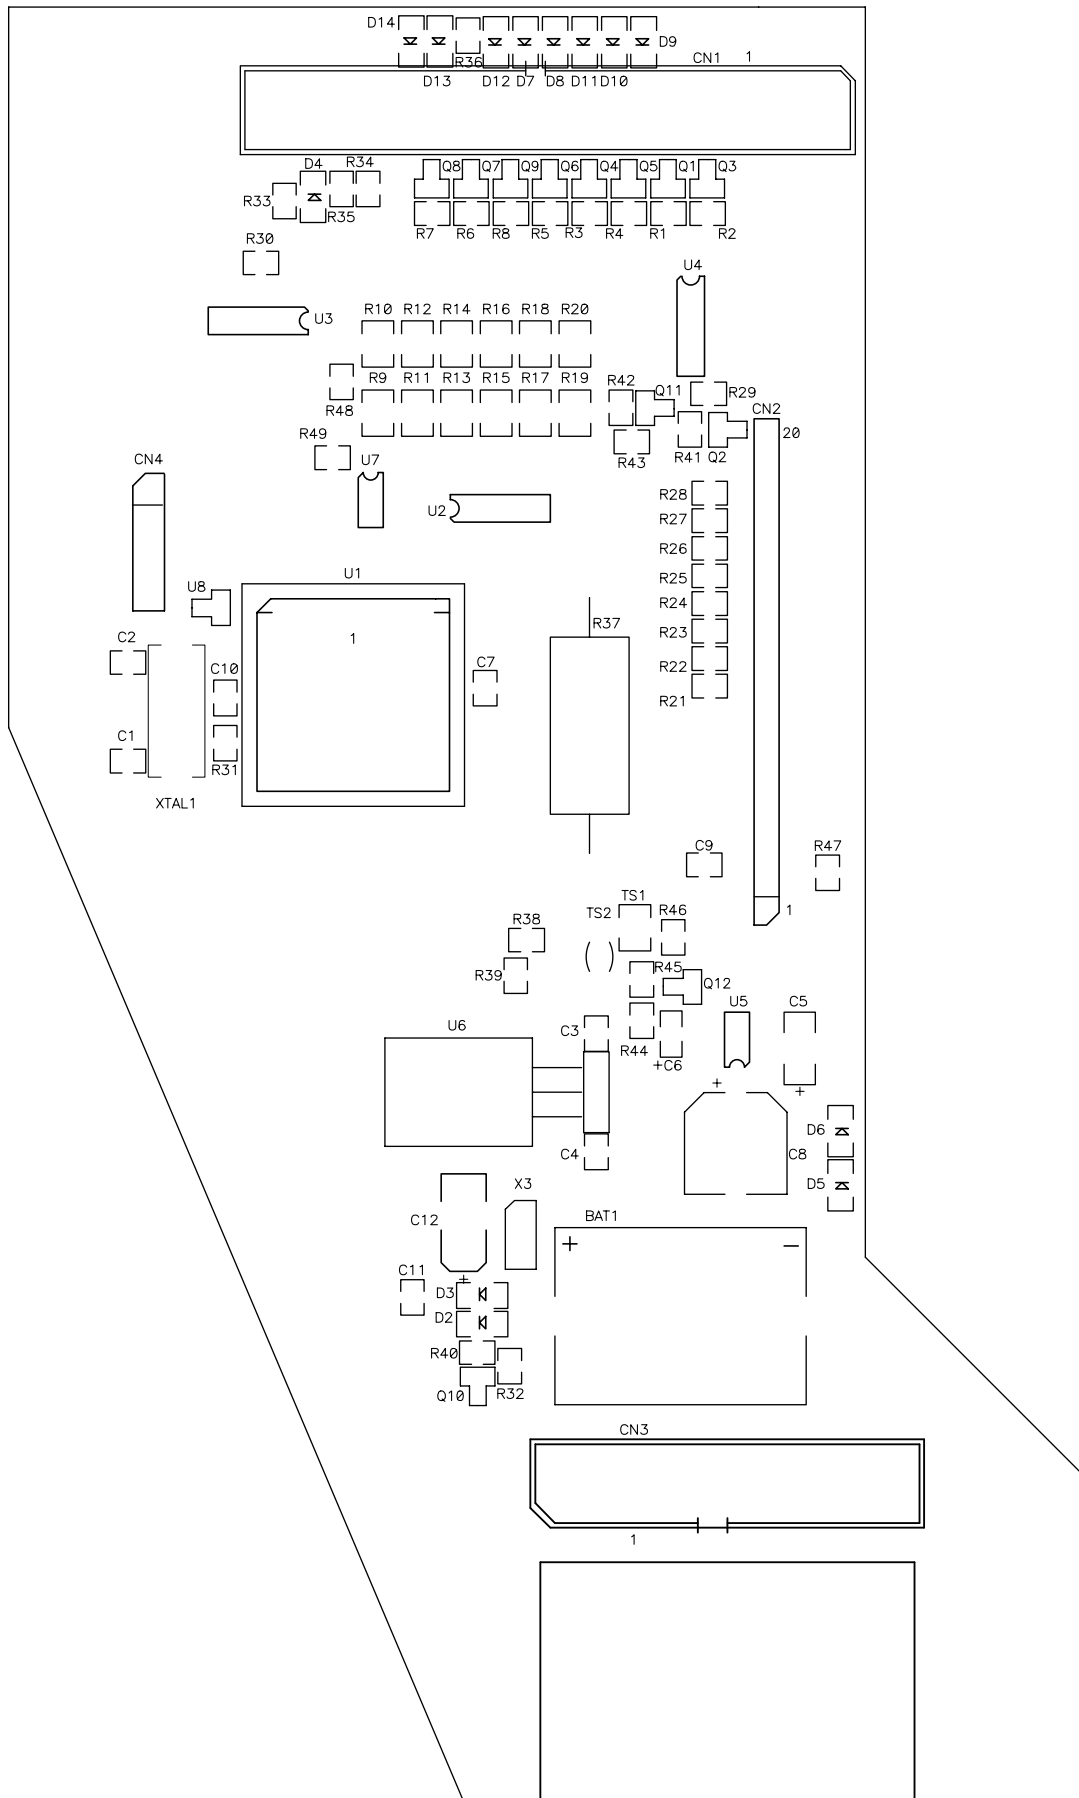 D14
D9
R36
CN1 1
D13 D12 D7 D8 D11 D10
D4 R34 Q8 Q7 Q9 Q6 Q4 Q5 Q1 Q3
R33 R35
R7 R6 R8 R5 R3 R4 R1 R2
R30
U4
U3
R10 R12 R14 R16 R18 R20
R9 R11 R13 R15 R17 R19 R42
Q11 R29
R48
CN2
R49 20
CN4 U7 R43 R41 Q2
R28
U2
R27
R26
U1
R25
U8
R24
R37
R23
1
C2 C7
R22
C10
R21
C1
R31
XTAL1
C9 R47
TS1
TS2 R46 1
R38
R39 R45
Q12
U5 C5
U6 C3
R44
+C6
+
+
D6
C4 C8
D5
X3
C12 BAT1
+ −
C11 +
D3
D2
R40
Q10 R32
CN3
1